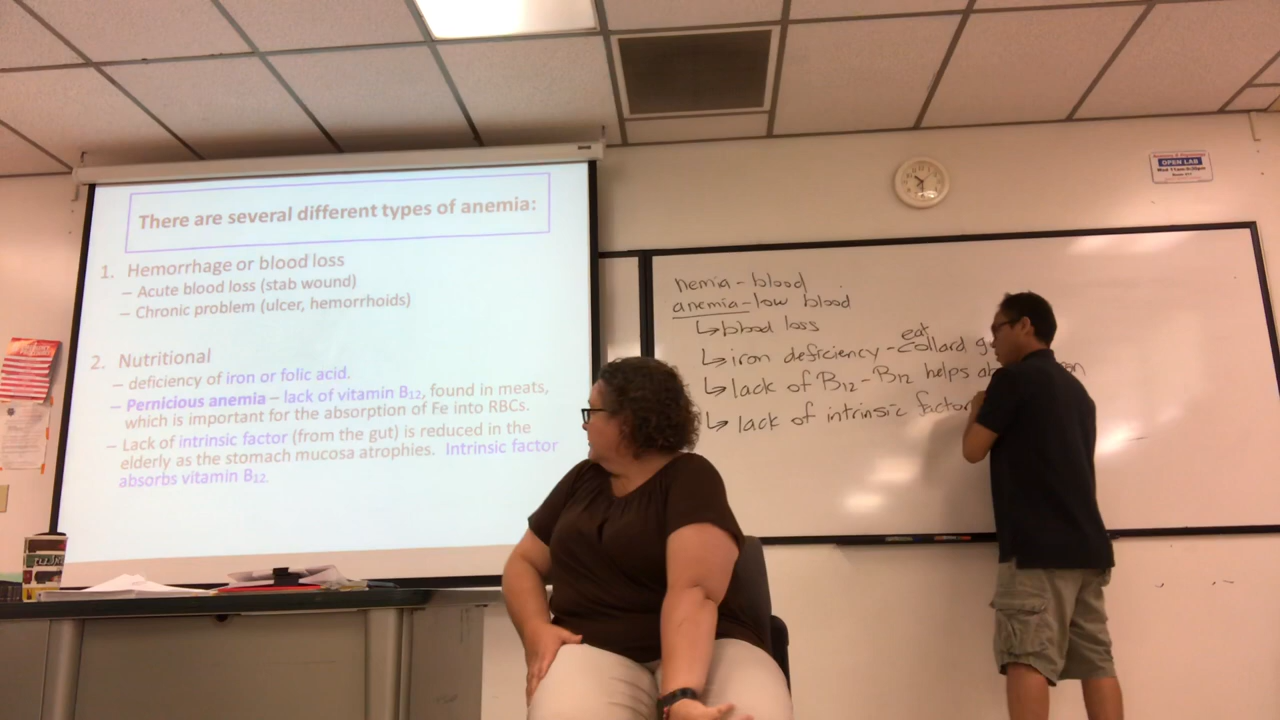 There are several different types of anemia:
1. Hemorrhage or blood loss
– Acute blood loss (stab wound)
– Chronic problem (ulcer, hemorrhoids)
2. Nutritional
– deficiency of iron or folic acid.
– Pernicious anemia – lack of vitamin B12, found in meats,
which is important for the absorption of Fe into RBCs.
– Lack of intrinsic factor (from the gut) is reduced in the
elderly as the stomach mucosa atrophies. Intrinsic factor
absorbs vitamin B12.
nemia - blood
anemia - low blood
↳ blood loss
eat
↳ iron deficiency - collard
↳ lack of B12 - B12 helps
↳ lack of intrinsic factor
OPEN LAB